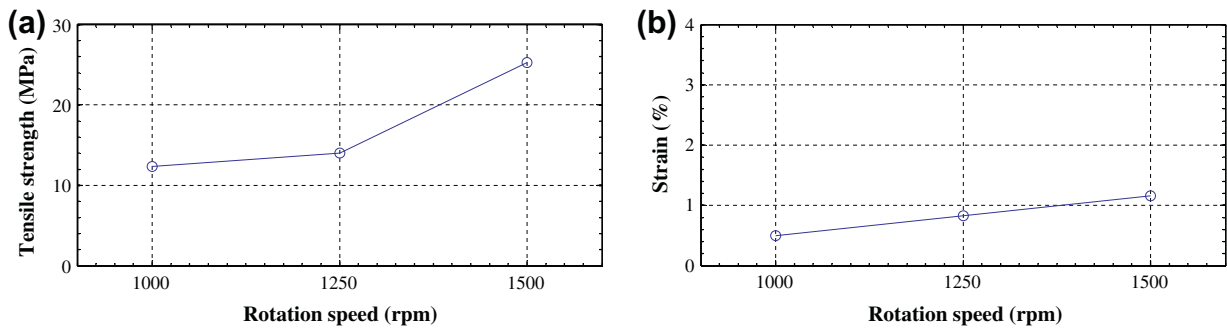 (a)
Tensile strength (MPa)
30
20
10
0
1000 1250 1500
Rotation speed (rpm)
(b)
Strain (%)
4
3
2
1
0
1000 1250 1500
Rotation speed (rpm)